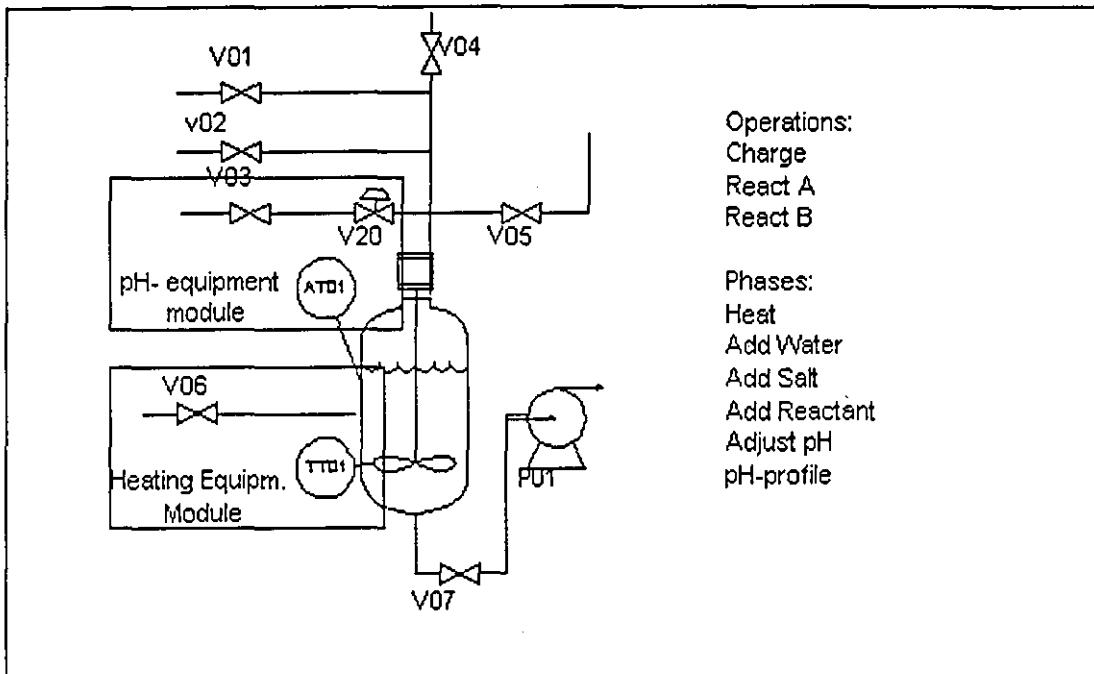 V04
V01
v02
V03
V20
V05
pH- equipment
module
AT01
V06
TT01
Heating Equipm.
Module
PU1
V07
Operations:
Charge
React A
React B
Phases:
Heat
Add Water
Add Salt
Add Reactant
Adjust pH
pH-profile